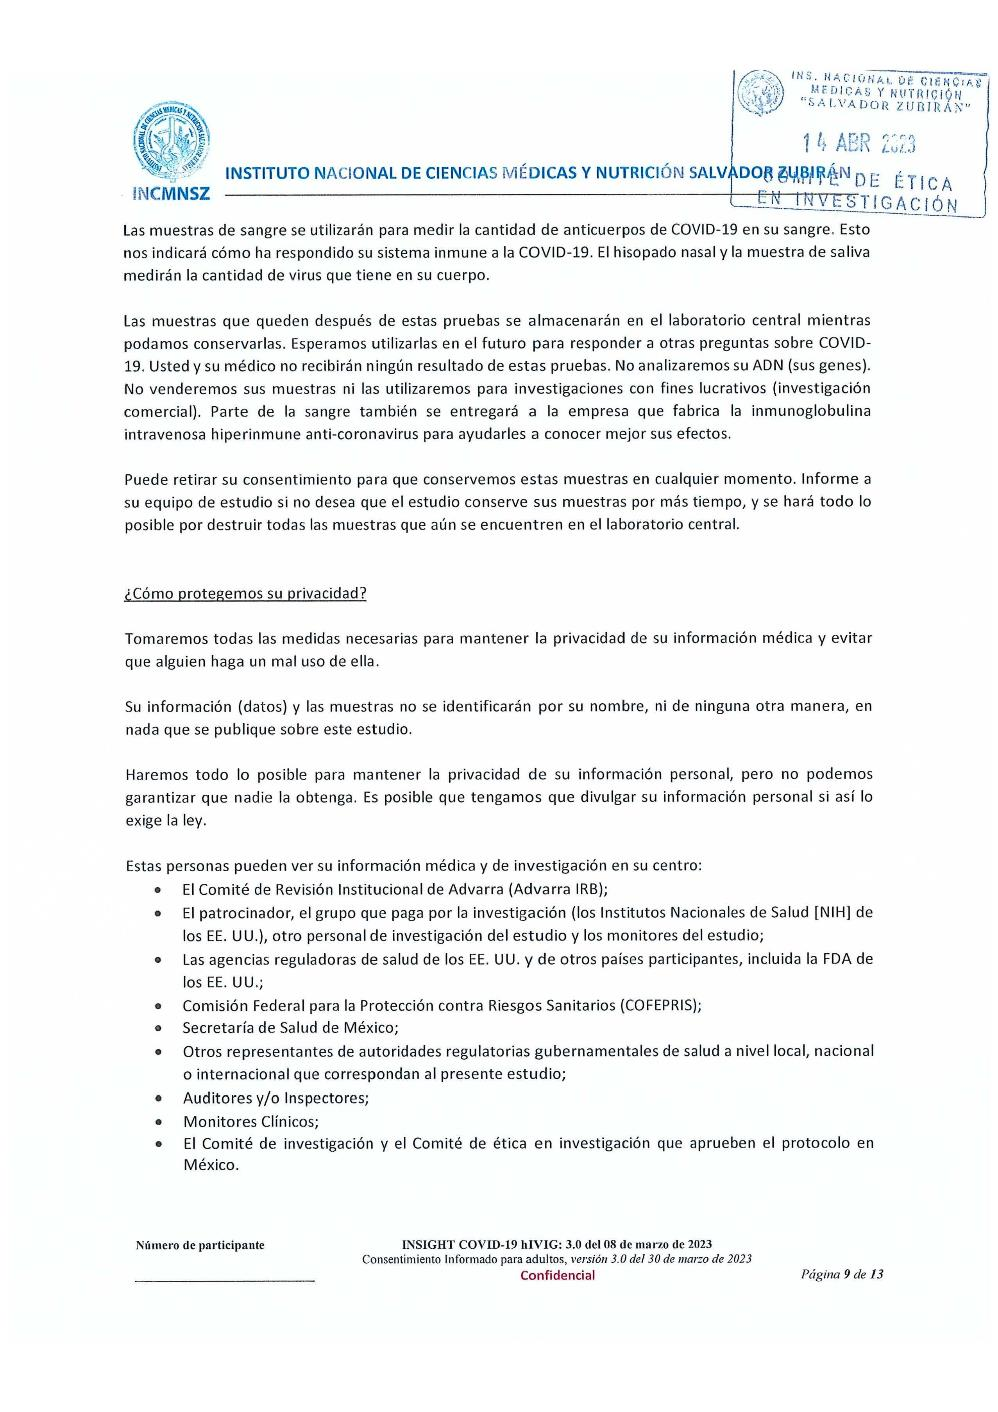 INS. NACIONAL DE CIENCIAS
MEDICAS Y NUTRICIÓN
"SALVADOR ZUBIRÁN"
14 ABR 2023
COMITÉ DE ÉTICA
EN INVESTIGACIÓN
INCMNSZ
INSTITUTO NACIONAL DE CIENCIAS MÉDICAS Y NUTRICIÓN SALVADOR ZUBIRÁN
Las muestras de sangre se utilizarán para medir la cantidad de anticuerpos de COVID-19 en su sangre. Esto
nos indicará cómo ha respondido su sistema inmune a la COVID-19. El hisopado nasal y la muestra de saliva
medirán la cantidad de virus que tiene en su cuerpo.
Las muestras que queden después de estas pruebas se almacenarán en el laboratorio central mientras
podamos conservarlas. Esperamos utilizarlas en el futuro para responder a otras preguntas sobre COVID-
19. Usted y su médico no recibirán ningún resultado de estas pruebas. No analizaremos su ADN (sus genes).
No venderemos sus muestras ni las utilizaremos para investigaciones con fines lucrativos (investigación
comercial). Parte de la sangre también se entregará a la empresa que fabrica la inmunoglobulina
intravenosa hiperinmune anti-coronavirus para ayudarles a conocer mejor sus efectos.
Puede retirar su consentimiento para que conservemos estas muestras en cualquier momento. Informe a
su equipo de estudio si no desea que el estudio conserve sus muestras por más tiempo, y se hará todo lo
posible por destruir todas las muestras que aún se encuentren en el laboratorio central.
¿Cómo protegemos su privacidad?
Tomaremos todas las medidas necesarias para mantener la privacidad de su información médica y evitar
que alguien haga un mal uso de ella.
Su información (datos) y las muestras no se identificarán por su nombre, ni de ninguna otra manera, en
nada que se publique sobre este estudio.
Haremos todo lo posible para mantener la privacidad de su información personal, pero no podemos
garantizar que nadie la obtenga. Es posible que tengamos que divulgar su información personal si así lo
exige la ley.
Estas personas pueden ver su información médica y de investigación en su centro:
• El Comité de Revisión Institucional de Advarra (Advarra IRB);
• El patrocinador, el grupo que paga por la investigación (los Institutos Nacionales de Salud [NIH] de
los EE. UU.), otro personal de investigación del estudio y los monitores del estudio;
• Las agencias reguladoras de salud de los EE. UU. y de otros países participantes, incluida la FDA de
los EE. UU.;
• Comisión Federal para la Protección contra Riesgos Sanitarios (COFEPRIS);
• Secretaría de Salud de México;
• Otros representantes de autoridades regulatorias gubernamentales de salud a nivel local, nacional
o internacional que correspondan al presente estudio;
• Auditores y/o Inspectores;
• Monitores Clínicos;
• El Comité de investigación y el Comité de ética en investigación que aprueben el protocolo en
México.
Número de participante
INSIGHT COVID-19 hIVIG: 3.0 del 08 de marzo de 2023
Consentimiento Informado para adultos, versión 3.0 del 30 de marzo de 2023
Confidencial
Página 9 de 13